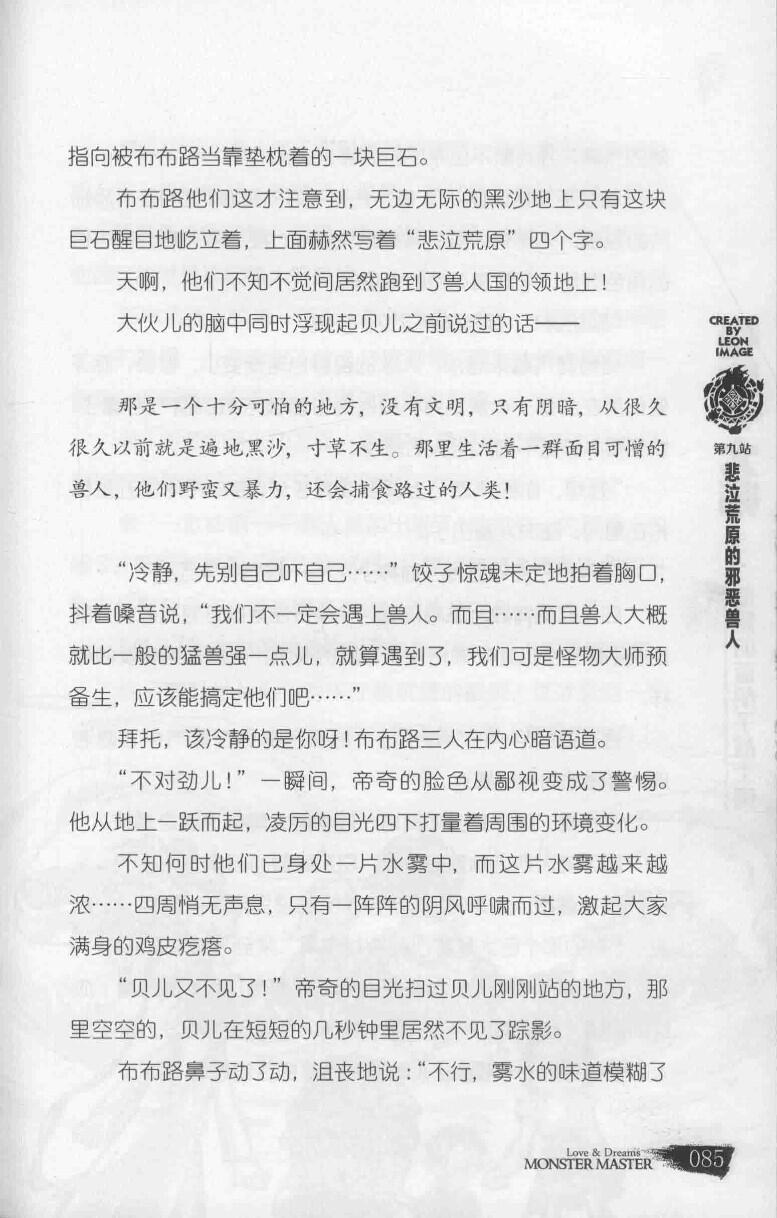 指向被布布路当靠垫枕着的一块巨石。
布布路他们这才注意到，无边无际的黑沙地上只有这块
巨石醒目地屹立着，上面赫然写着“悲泣荒原”四个字。
天啊，他们不知不觉间居然跑到了兽人国的领地上！
大伙儿的脑中同时浮现起贝儿之前说过的话——
那是一个十分可怕的地方，没有文明，只有阴暗，从很久
很久以前就是遍地黑沙，寸草不生。那里生活着一群面目可憎的
兽人，他们野蛮又暴力，还会捕食路过的人类！
“冷静，先别自己吓自己……”饺子惊魂未定地拍着胸口，
抖着嗓音说，“我们不一定会遇上兽人。而且……而且兽人大概
就比一般的猛兽强一点儿，就算遇到了，我们可是怪物大师预
备生，应该能搞定他们吧……”
拜托，该冷静的是你呀！布布路三人在内心暗语道。
“不对劲儿！”一瞬间，帝奇的脸色从鄙视变成了警惕。
他从地上一跃而起，凌厉的目光四下打量着周围的环境变化。
不知何时他们已身处一片水雾中，而这片水雾越来越
浓……四周悄无声息，只有一阵阵的阴风呼啸而过，激起大家
满身的鸡皮疙瘩。
“贝儿又不见了！”帝奇的目光扫过贝儿刚刚站的地方，那
里空空的，贝儿在短短的几秒钟里居然不见了踪影。
布布路鼻子动了动，沮丧地说：“不行，雾水的味道模糊了
CREATED
BY
LEON
IMAGE
第九站
悲泣荒原的邪恶兽人
Love & Dreams
MONSTER MASTER 085